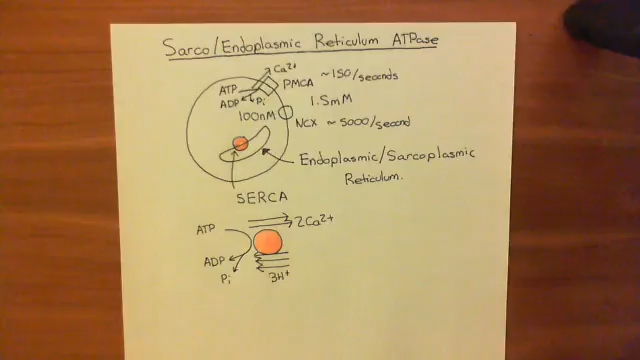 Sarco/Endoplasmic Reticulum ATPase
Ca2+
ATP
PMCA ~150/seconds
ADP
Pi
1.5mM
100nM
NCX ~5000/second
Endoplasmic/Sarcoplasmic
Reticulum.
SERCA
ATP
2Ca2+
ADP
Pi
3H+